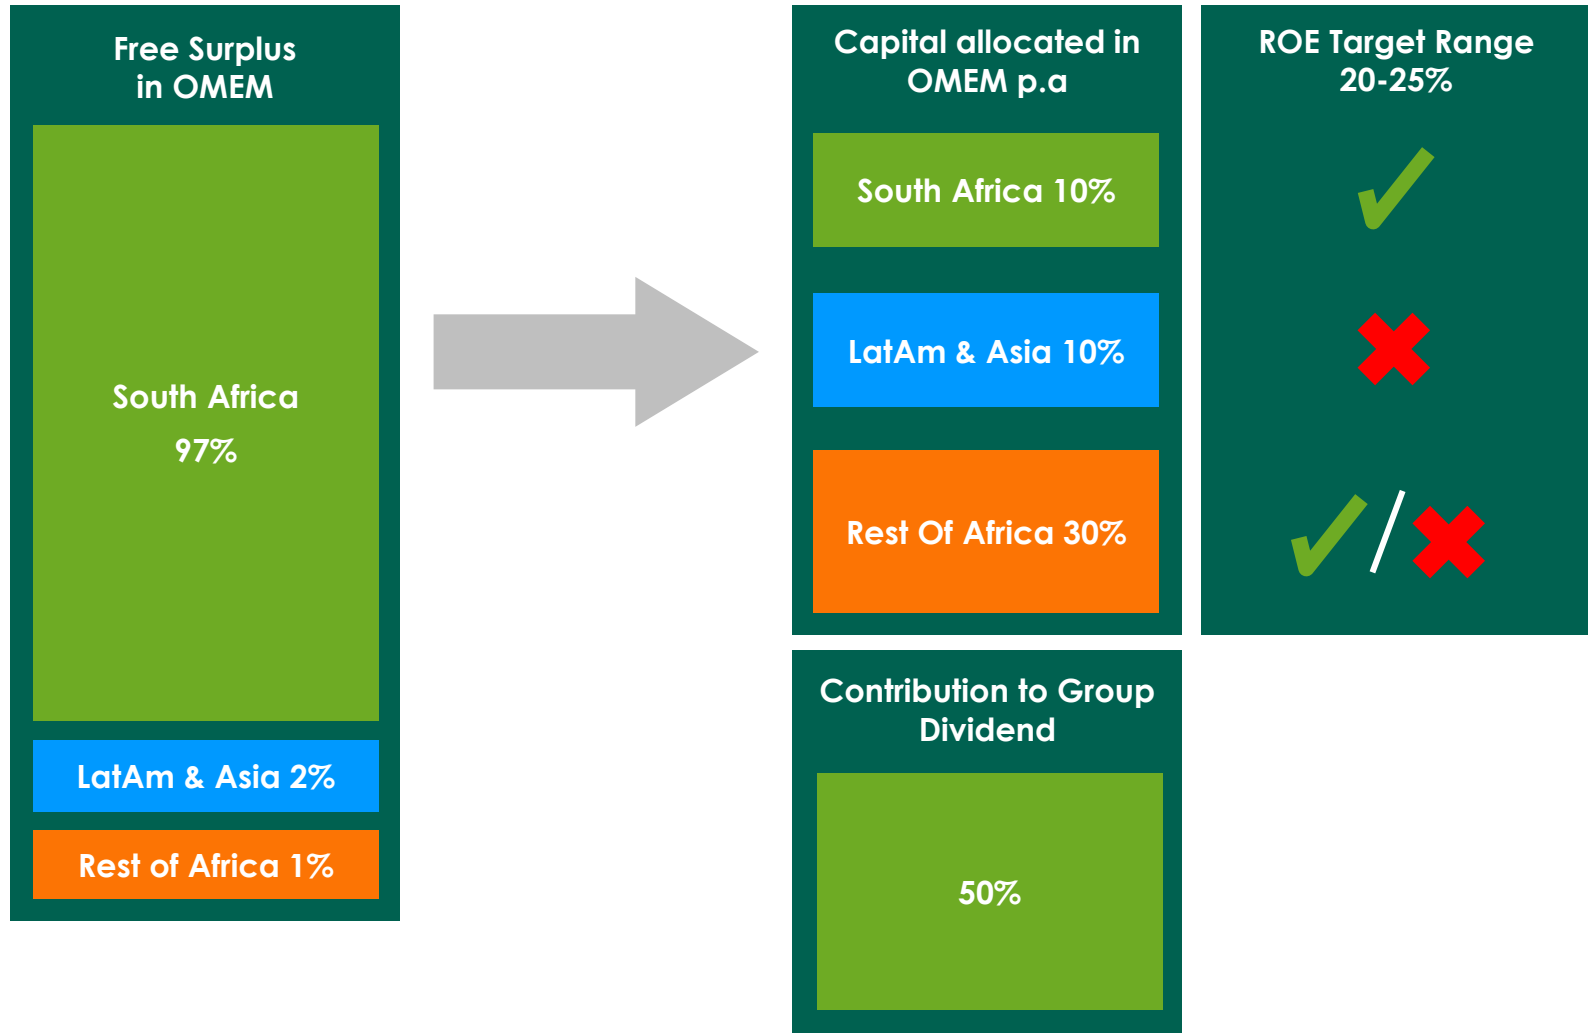 Free Surplus
in OMEM
South Africa
97%
LatAm & Asia 2%
Rest of Africa 1%
Capital allocated in
OMEM p.a
South Africa 10%
LatAm & Asia 10%
Rest Of Africa 30%
ROE Target Range
20-25%
Contribution to Group
Dividend
50%